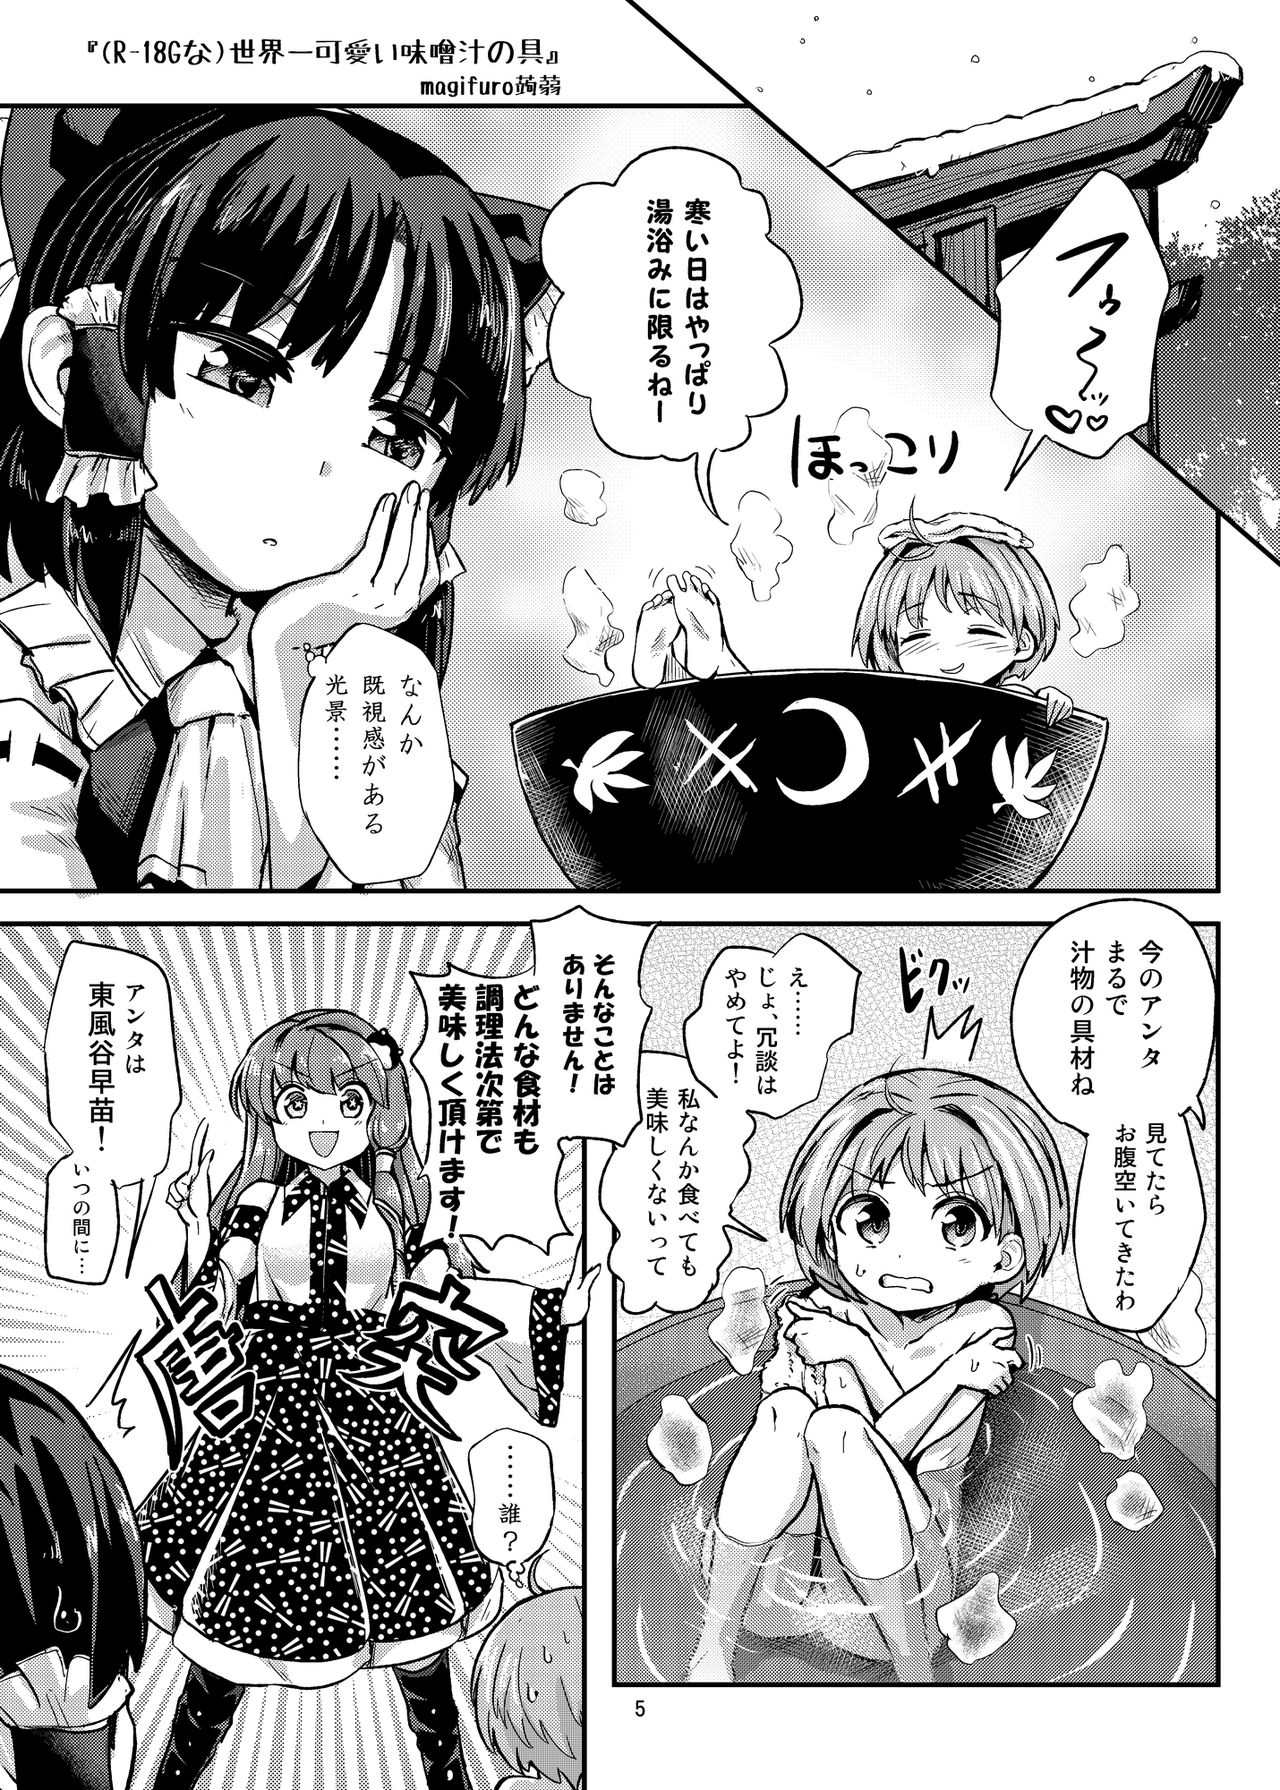 『(R-18Gな)世界一可愛い味噌汁の具』
magifuro蒟蒻
フゥ〜〜ッ♡♡
寒い日はやっぱり
湯浴みに限るねー
ほっこり
なんか
既視感がある
光景……
今のアンタ
まるで
汁物の具材ね
見てたら
お腹空いてきたわ
ビクッ
え……
じょ、冗談は
やめてよ！
私なんか食べても
美味しくないって
そんなことは
ありません！
どんな食材も
調理法次第で
美味しく頂けます！
唐突
アンタは
東風谷早苗！
いつの間に…
……誰？
5